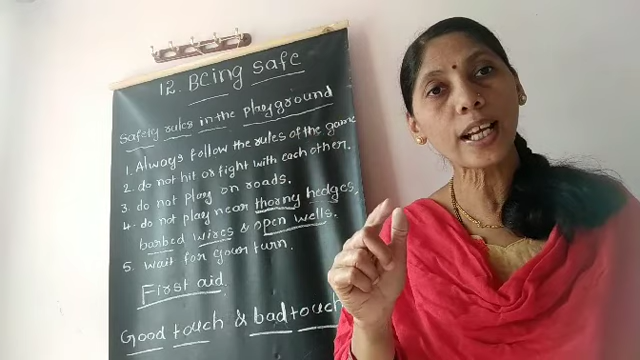 12. Being safe
Safety rules in the playground
1. Always follow the rules of the game
2. do not hit or fight with each other.
3. do not play on roads.
4. do not play near thorny hedges,
barbed wires & open wells.
5. wait for your turn.
First aid.
Good touch & bad touch